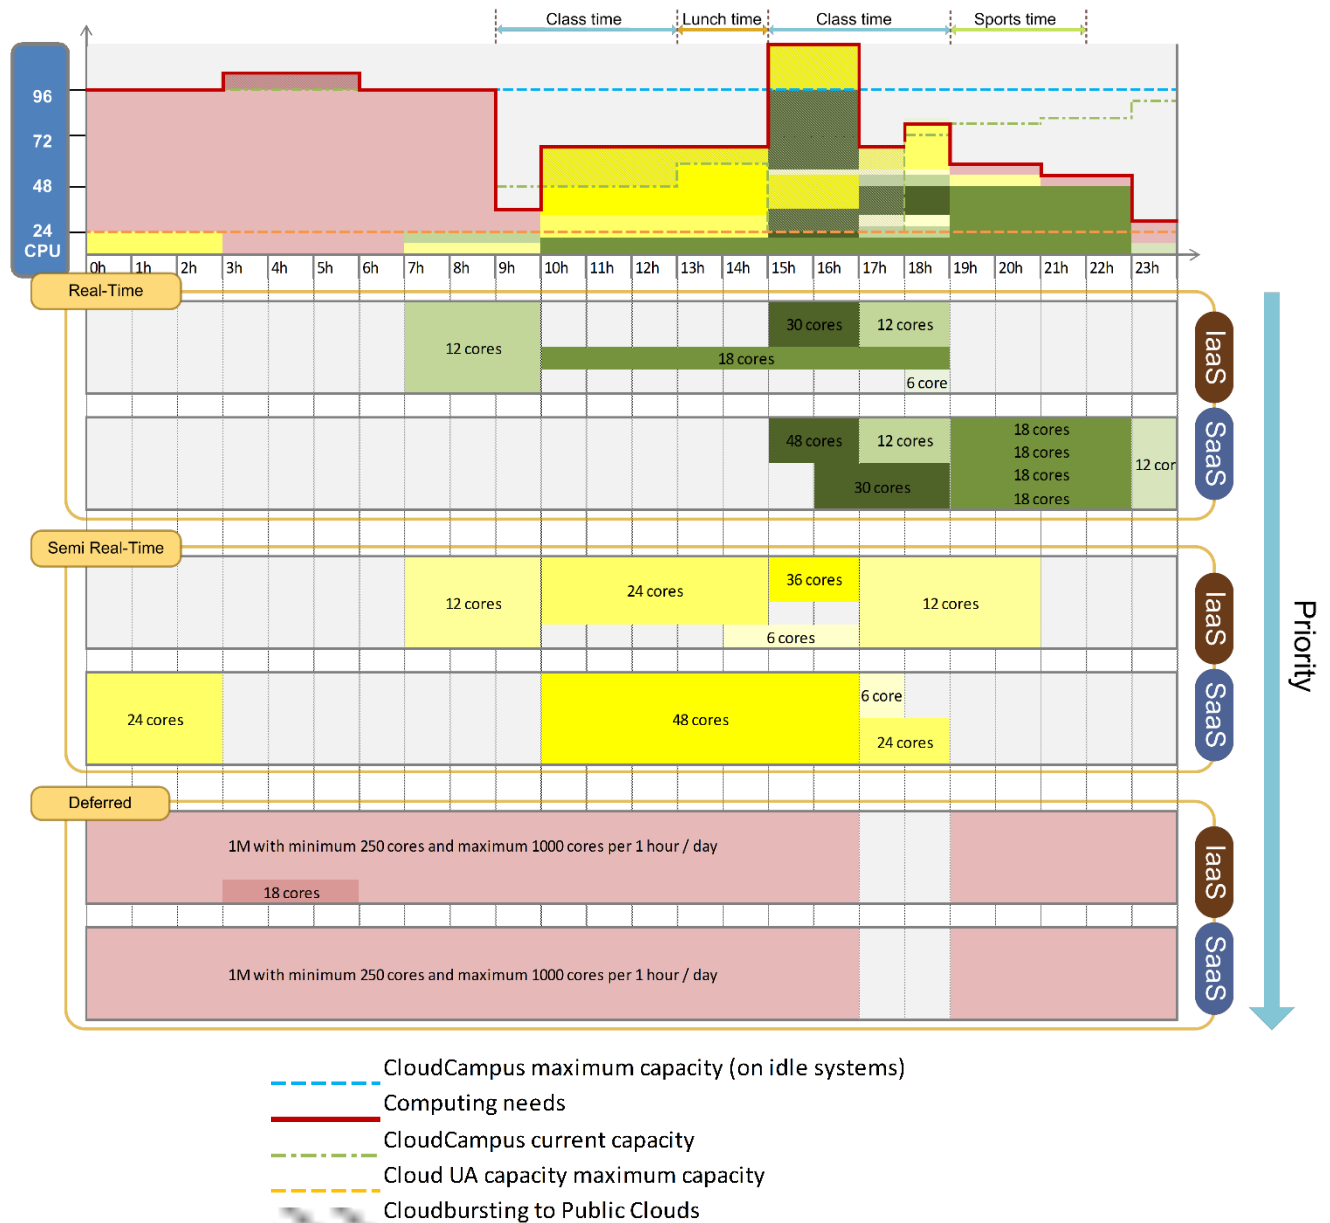 Class time
Lunch time
Class time
Sports time
96
72
48
24
CPU
0h 1h 2h 3h 4h 5h 6h 7h 8h 9h 10h 11h 12h 13h 14h 15h 16h 17h 18h 19h 20h 21h 22h 23h
Real-Time
30 cores
12 cores
12 cores
18 cores
6 core
IaaS
18 cores
48 cores
12 cores
18 cores
18 cores
12 cor
30 cores
18 cores
SaaS
Semi Real-Time
36 cores
24 cores
12 cores
12 cores
6 cores
IaaS
6 core
24 cores
48 cores
24 cores
SaaS
Priority
Deferred
1M with minimum 250 cores and maximum 1000 cores per 1 hour / day
18 cores
IaaS
1M with minimum 250 cores and maximum 1000 cores per 1 hour / day
SaaS
CloudCampus maximum capacity (on idle systems)
Computing needs
CloudCampus current capacity
Cloud UA capacity maximum capacity
Cloudbursting to Public Clouds